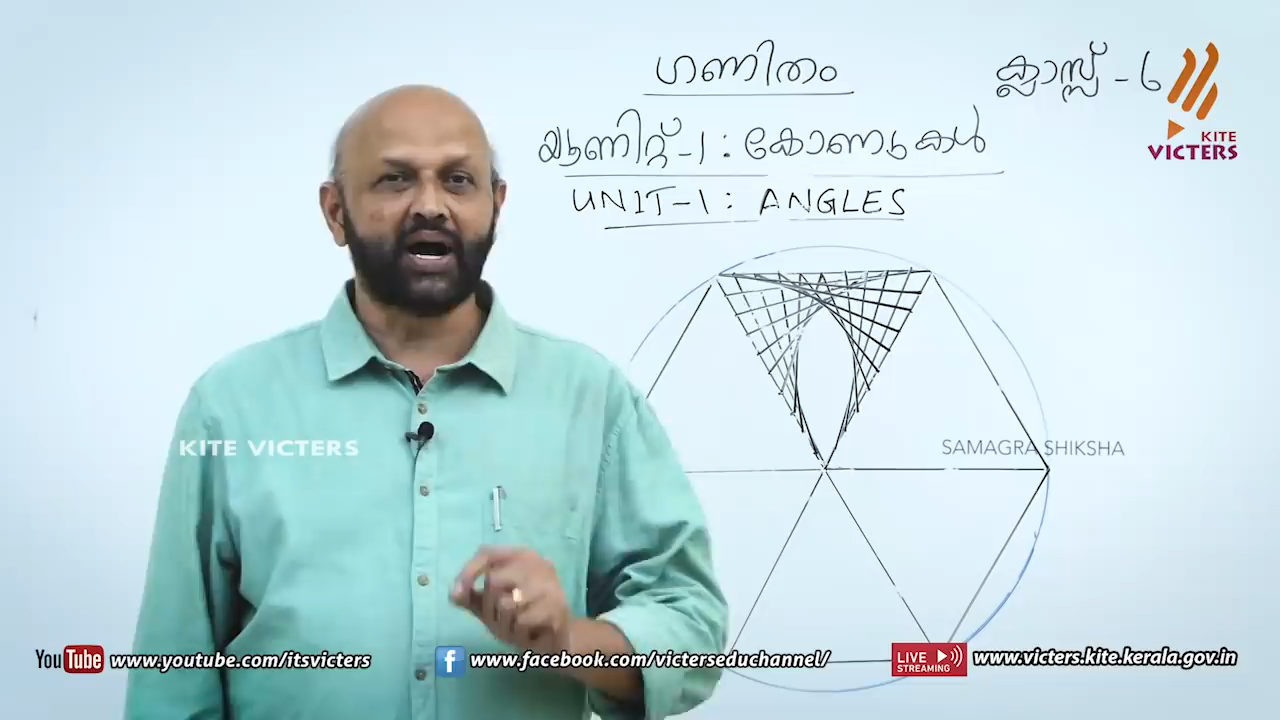 ഗണിതം
ക്ലാസ്സ് - 6
KITE
VICTERS
യൂണിറ്റ് - 1 : കോണുകൾ
UNIT-1 : ANGLES
KITE VICTERS
SAMAGRA SHIKSHA
YouTube www.youtube.com/itsvicters
f www.facebook.com/victerseduchannel/
LIVE STREAMING www.victers.kite.kerala.gov.in